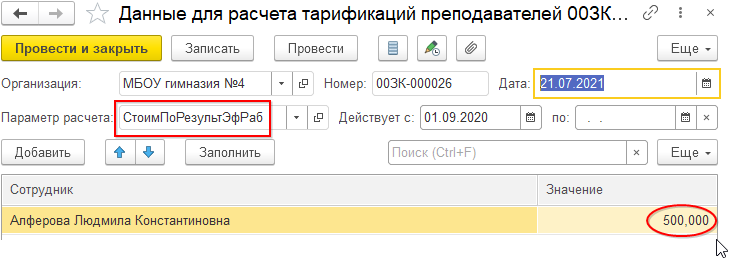 Данные для расчета тарификаций преподавателей 00ЗК...
Провести и закрыть Записать Провести Еще
Организация: МБОУ гимназия №4 Номер: 00ЗК-000026 Дата: 21.07.2021
Параметр расчета: СтоимПоРезультЭфРаб Действует с: 01.09.2020 по: . .
Добавить Заполнить Поиск (Ctrl+F) Еще
Сотрудник Значение
Алферова Людмила Константиновна 500,000